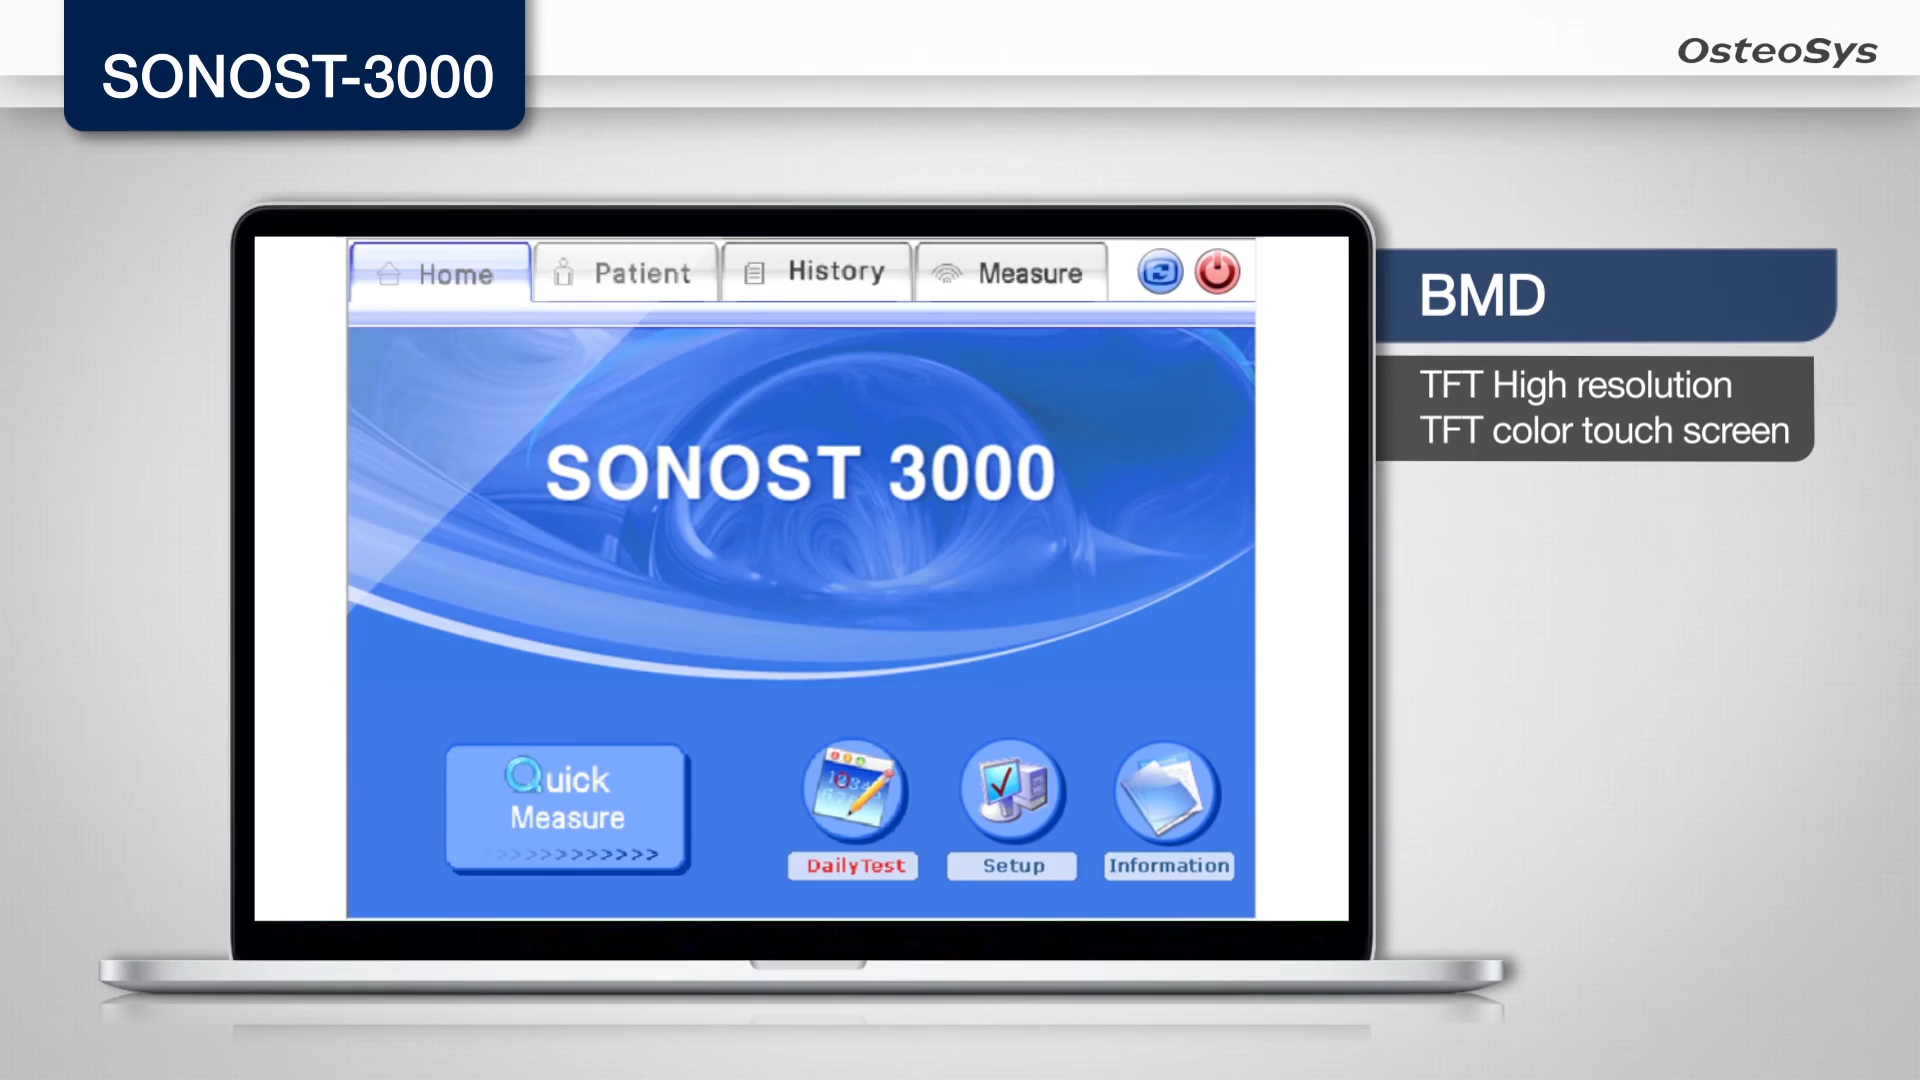 SONOST-3000
OsteoSys
Home
Patient
History
Measure
BMD
TFT High resolution
TFT color touch screen
SONOST 3000
Quick
Measure
>>>>>>>>>>>>
DailyTest
Setup
Information